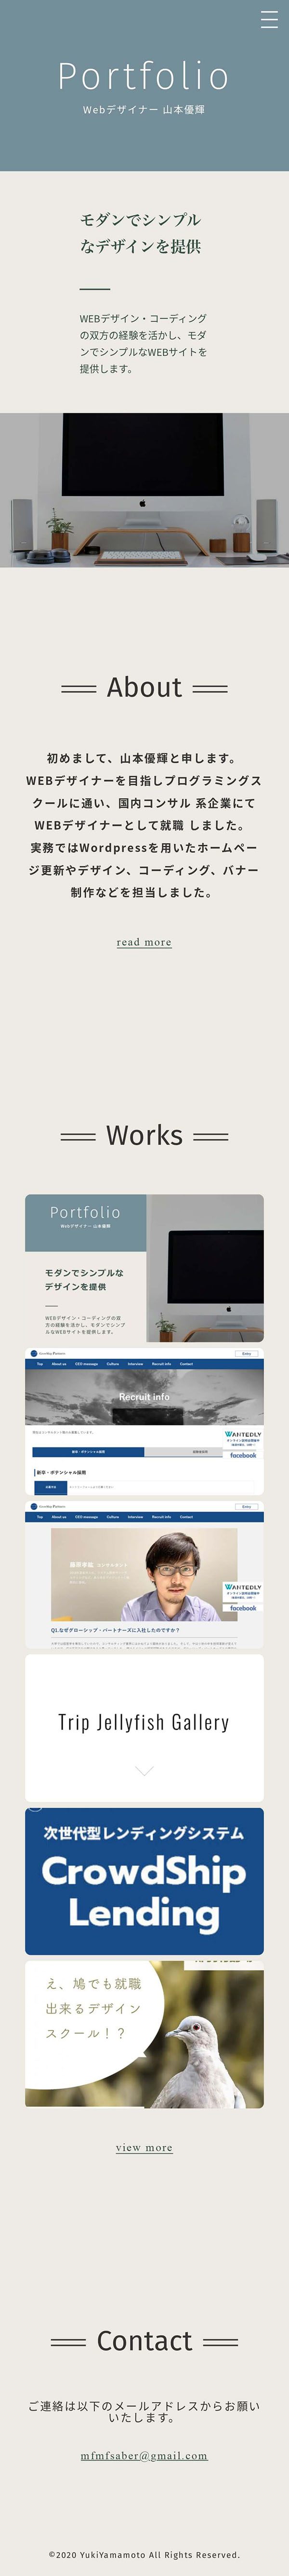 Portfolio
Webデザイナー 山本優輝
モダンでシンプル
なデザインを提供
WEBデザイン・コーディング
の双方の経験を活かし、モダ
ンでシンプルなWEBサイトを
提供します。
About
初めまして、山本優輝と申します。
WEBデザイナーを目指しプログラミングス
クールに通い、国内コンサル 系企業にて
WEBデザイナーとして就職 しました。
実務ではWordpressを用いたホームペー
ジ更新やデザイン、コーディング、バナー
制作などを担当しました。
read more
Works
Portfolio
Webデザイナー 山本優輝
モダンでシンプルな
デザインを提供
WEBデザイン・コーディングの双
方の経験を活かし、モダンでシンプ
ルなWEBサイトを提供します。
Top About us CEO message Culture Interview Recruit info Contact
Entry
Recruit info
WANTEDLY
facebook
新卒・ポテンシャル採用
新卒・ポテンシャル採用
Top About us CEO message Culture Interview Recruit info Contact
Entry
WANTEDLY
facebook
Q1.なぜグローシップ・パートナーズに入社したのですか？
Trip Jellyfish Gallery
次世代型レンディングシステム
CrowdShip
Lending
え、鳩でも就職
出来るデザイン
スクール！？
view more
Contact
ご連絡は以下のメールアドレスからお願い
いたします。
mfmfsaber@gmail.com
©2020 YukiYamamoto All Rights Reserved.